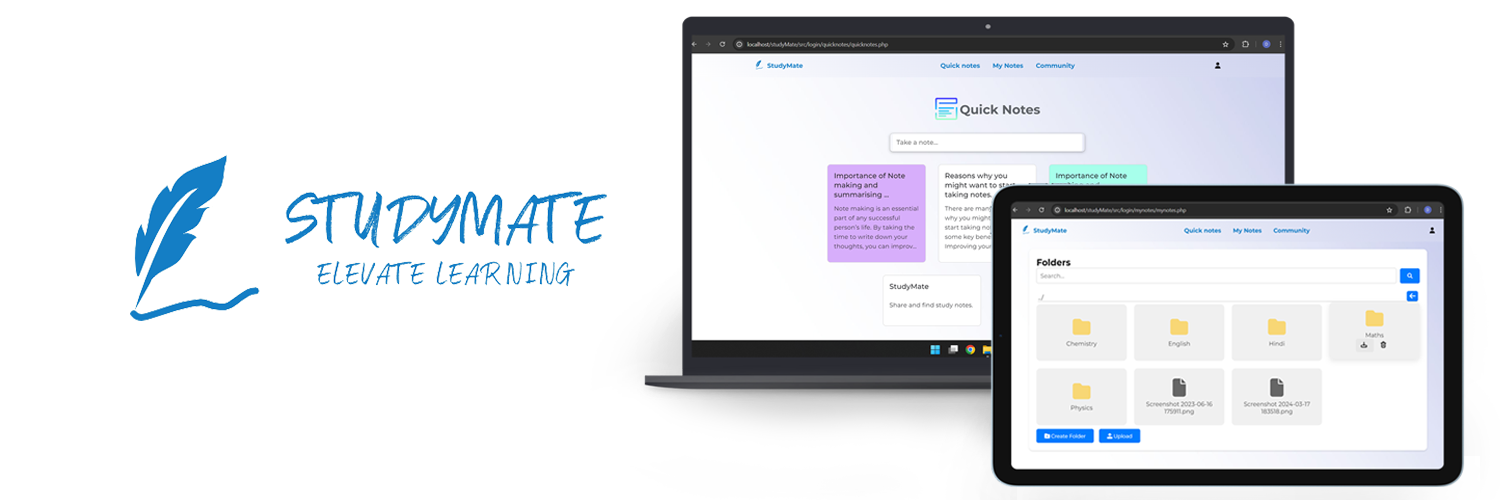 STUDYMATE
ELEVATE LEARNING
localhost/studyMate/src/login/quicknotes/quicknotes.php
StudyMate
Quick notes
My Notes
Community
Quick Notes
Take a note...
Importance of Note
making and
summarising ...
Note making is an essential
part of any successful
person's life. By taking the
time to write down your
thoughts, you can improv...
Reasons why you
might want to start
taking notes.
There are man
why you might
start taking no
some key bene
improving your
Importance of Note
StudyMate
Share and find study notes.
localhost/studyMate/src/login/mynotes/mynotes.php
StudyMate
Quick notes
My Notes
Community
Folders
Search...
./
Chemistry
English
Hindi
Maths
Physics
Screenshot 2023-06-16
175911.png
Screenshot 2024-03-17
183518.png
Create Folder
Upload